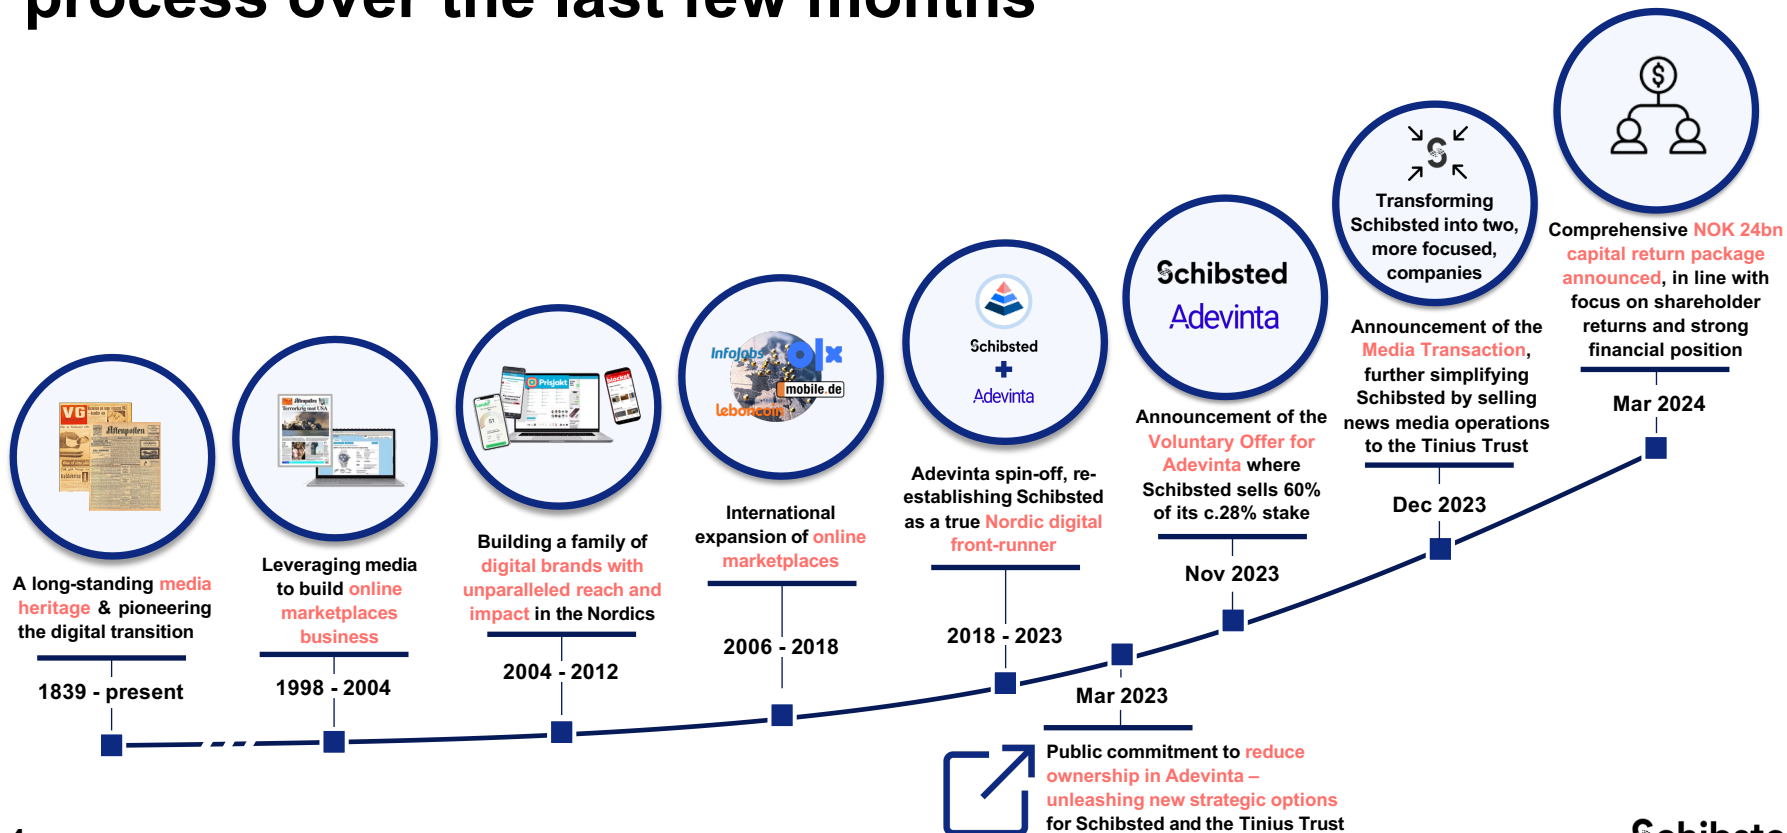 process over the last few months
VG
Aftenposten
A long-standing media
heritage & pioneering
the digital transition
1839 - present
Aftenposten
Terrorkrig mot USA
Leveraging media
to build online
marketplaces
business
1998 - 2004
Prisjakt
blocket
Building a family of
digital brands with
unparalleled reach and
impact in the Nordics
2004 - 2012
InfoJobs
olx
mobile.de
leboncoin
International
expansion of online
marketplaces
2006 - 2018
Schibsted
+
Adevinta
Adevinta spin-off, re-
establishing Schibsted
as a true Nordic digital
front-runner
2018 - 2023
Mar 2023
Public commitment to reduce
ownership in Adevinta –
unleashing new strategic options
for Schibsted and the Tinius Trust
Schibsted
Adevinta
Announcement of the
Voluntary Offer for
Adevinta where
Schibsted sells 60%
of its c.28% stake
Nov 2023
S
Transforming
Schibsted into two,
more focused,
companies
Announcement of the
Media Transaction,
further simplifying
Schibsted by selling
news media operations
to the Tinius Trust
Dec 2023
$
Comprehensive NOK 24bn
capital return package
announced, in line with
focus on shareholder
returns and strong
financial position
Mar 2024